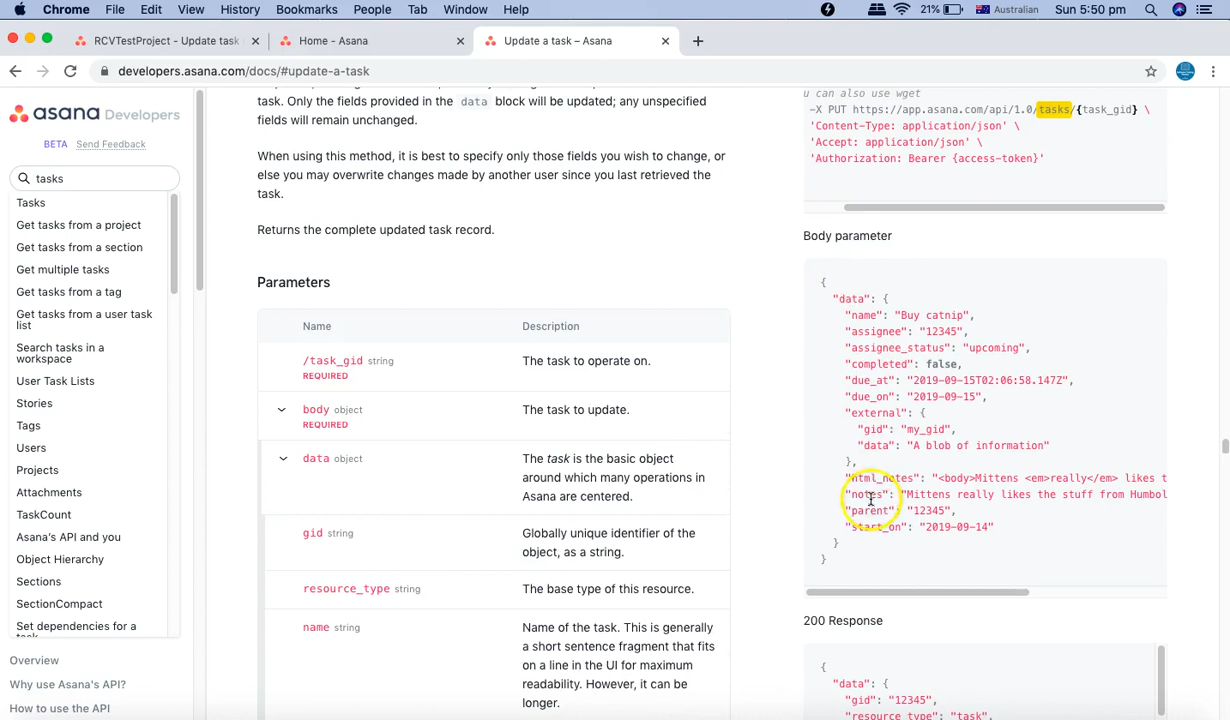 Chrome File Edit View History Bookmarks People Tab Window Help 21% Australian Sun 5:50 pm
RCVTestProject - Update task Home - Asana Update a task – Asana
developers.asana.com/docs/#update-a-task
asana Developers
BETA Send Feedback
tasks
Tasks
Get tasks from a project
Get tasks from a section
Get multiple tasks
Get tasks from a tag
Get tasks from a user task
list
Search tasks in a
workspace
User Task Lists
Stories
Tags
Users
Projects
Attachments
TaskCount
Asana's API and you
Object Hierarchy
Sections
SectionCompact
Set dependencies for a
Overview
Why use Asana's API?
How to use the API
task. Only the fields provided in the data block will be updated; any unspecified
fields will remain unchanged.
When using this method, it is best to specify only those fields you wish to change, or
else you may overwrite changes made by another user since you last retrieved the
task.
Returns the complete updated task record.
Parameters
Name Description
/task_gid string The task to operate on.
REQUIRED
body object The task to update.
REQUIRED
data object The task is the basic object
around which many operations in
Asana are centered.
gid string Globally unique identifier of the
object, as a string.
resource_type string The base type of this resource.
name string Name of the task. This is generally
a short sentence fragment that fits
on a line in the UI for maximum
readability. However, it can be
longer.
u can also use wget
-X PUT https://app.asana.com/api/1.0/tasks/{task_gid} \
'Content-Type: application/json' \
'Accept: application/json' \
'Authorization: Bearer {access-token}'
Body parameter
{
"data": {
"name": "Buy catnip",
"assignee": "12345",
"assignee_status": "upcoming",
"completed": false,
"due_at": "2019-09-15T02:06:58.147Z",
"due_on": "2019-09-15",
"external": {
"gid": "my_gid",
"data": "A blob of information"
},
"html_notes": "<body>Mittens <em>really</em> likes t
"notes": "Mittens really likes the stuff from Humbol
"parent": "12345",
"start_on": "2019-09-14"
}
}
200 Response
{
"data": {
"gid": "12345",
"resource_type": "task",